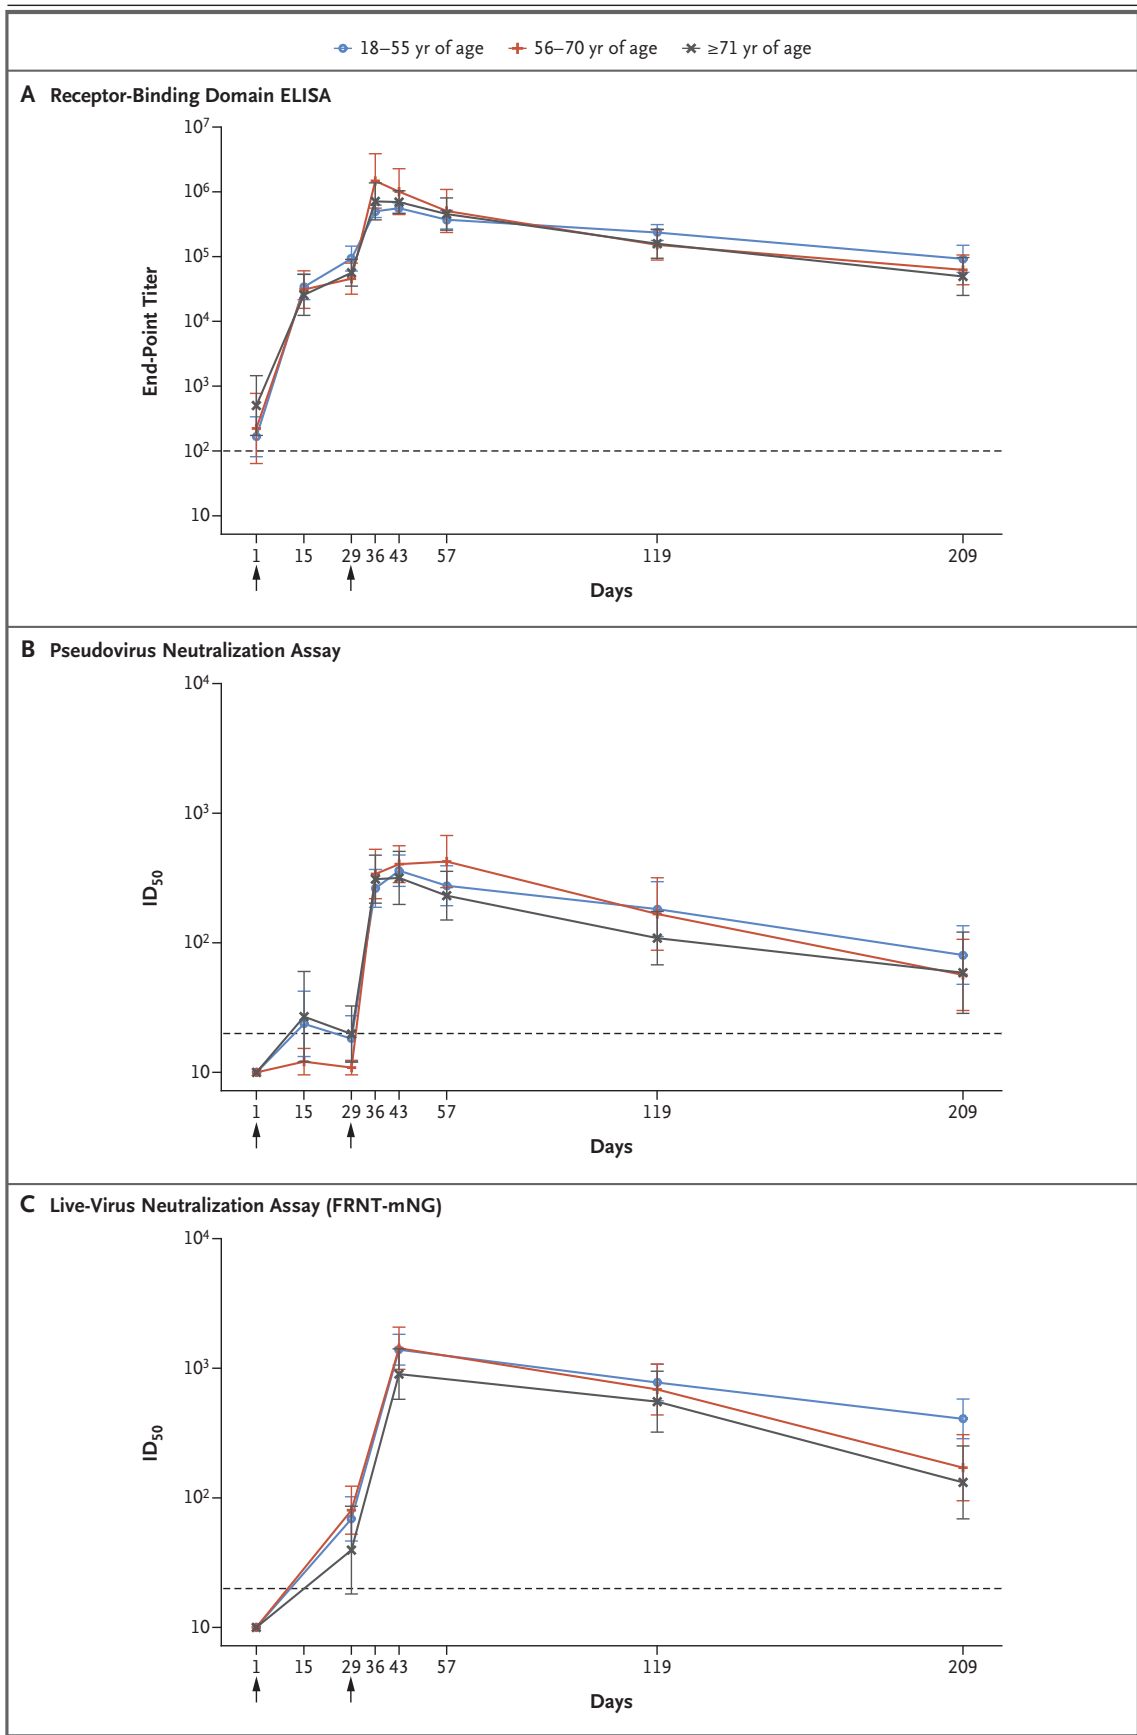 18–55 yr of age 56–70 yr of age ≥71 yr of age
A Receptor-Binding Domain ELISA
10⁷
10⁶
10⁵
10⁴
10³
10²
10
End-Point Titer
1 15 29 36 43 57 119 209
Days
B Pseudovirus Neutralization Assay
10⁴
10³
10²
10
ID₅₀
1 15 29 36 43 57 119 209
Days
C Live-Virus Neutralization Assay (FRNT-mNG)
10⁴
10³
10²
10
ID₅₀
1 15 29 36 43 57 119 209
Days